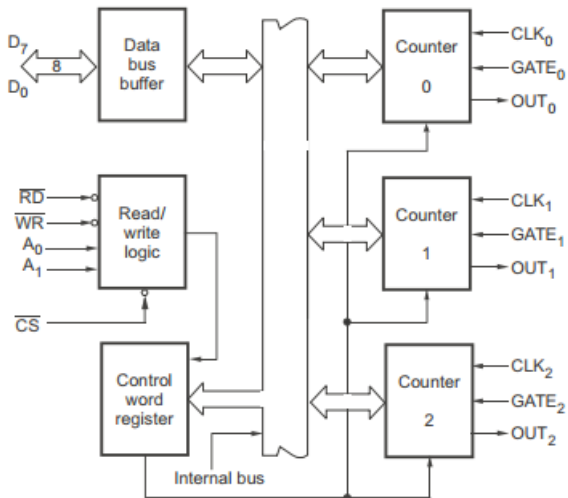 D7
8
D0
Data
bus
buffer
Counter
0
CLK0
GATE0
OUT0
RD
WR
A0
A1
CS
Read/
write
logic
Counter
1
CLK1
GATE1
OUT1
Control
word
register
Counter
2
CLK2
GATE2
OUT2
Internal bus